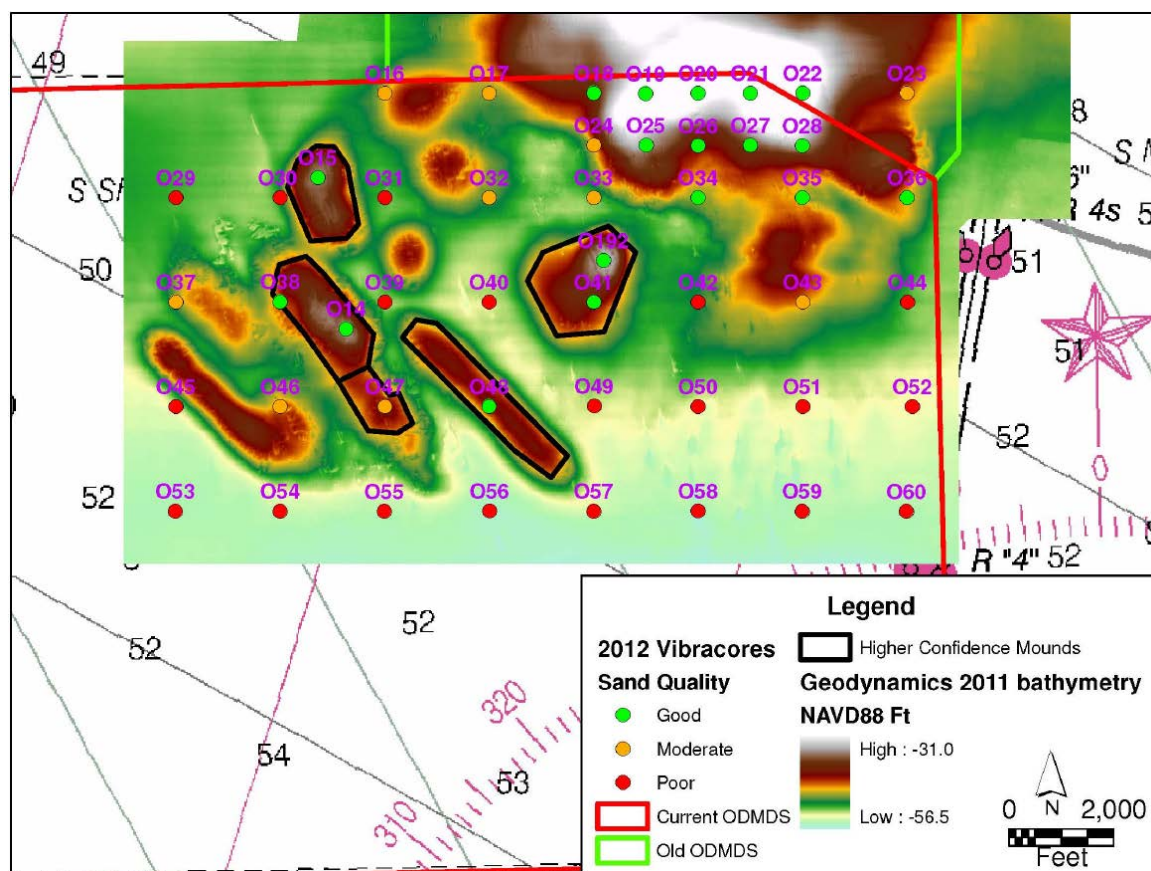 49
O16 O17 O18 O19 O20 O21 O22 O23
8
O24 O25 O26 O27 O28
S N
6"
O15
O29 O30 O31 O32 O33 O34 O35 O36
R 4s
5
50
O192
51
O37 O38 O39 O40 O41 O42 O43 O44
O14
51
O45 O46 O47 O48 O49 O50 O51 O52
52
0
52
O53 O54 O55 O56 O57 O58 O59 O60
R "4"
52
52
52
54
320
53
310
Legend
2012 Vibracores
Higher Confidence Mounds
Sand Quality
Geodynamics 2011 bathymetry
Good
NAVD88 Ft
Moderate
High : -31.0
Poor
Current ODMDS
Low : -56.5
Old ODMDS
N
0 2,000
Feet